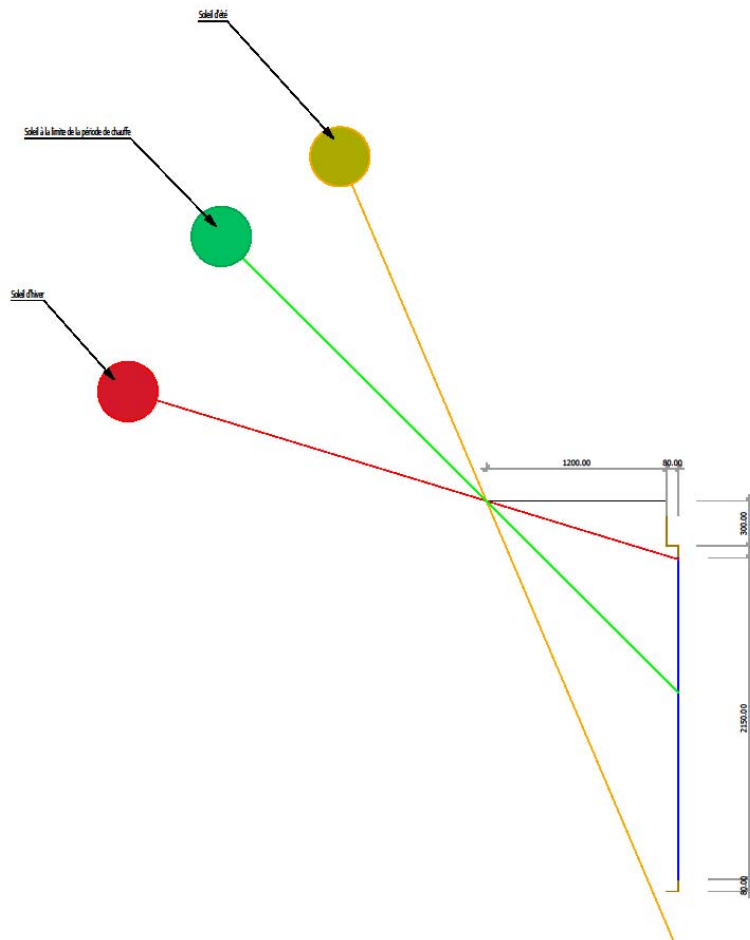 Soleil d'été
Soleil à la limite de la période de chauffe
Soleil d'hiver
1200.00
80.00
300.00
2150.00
80.00